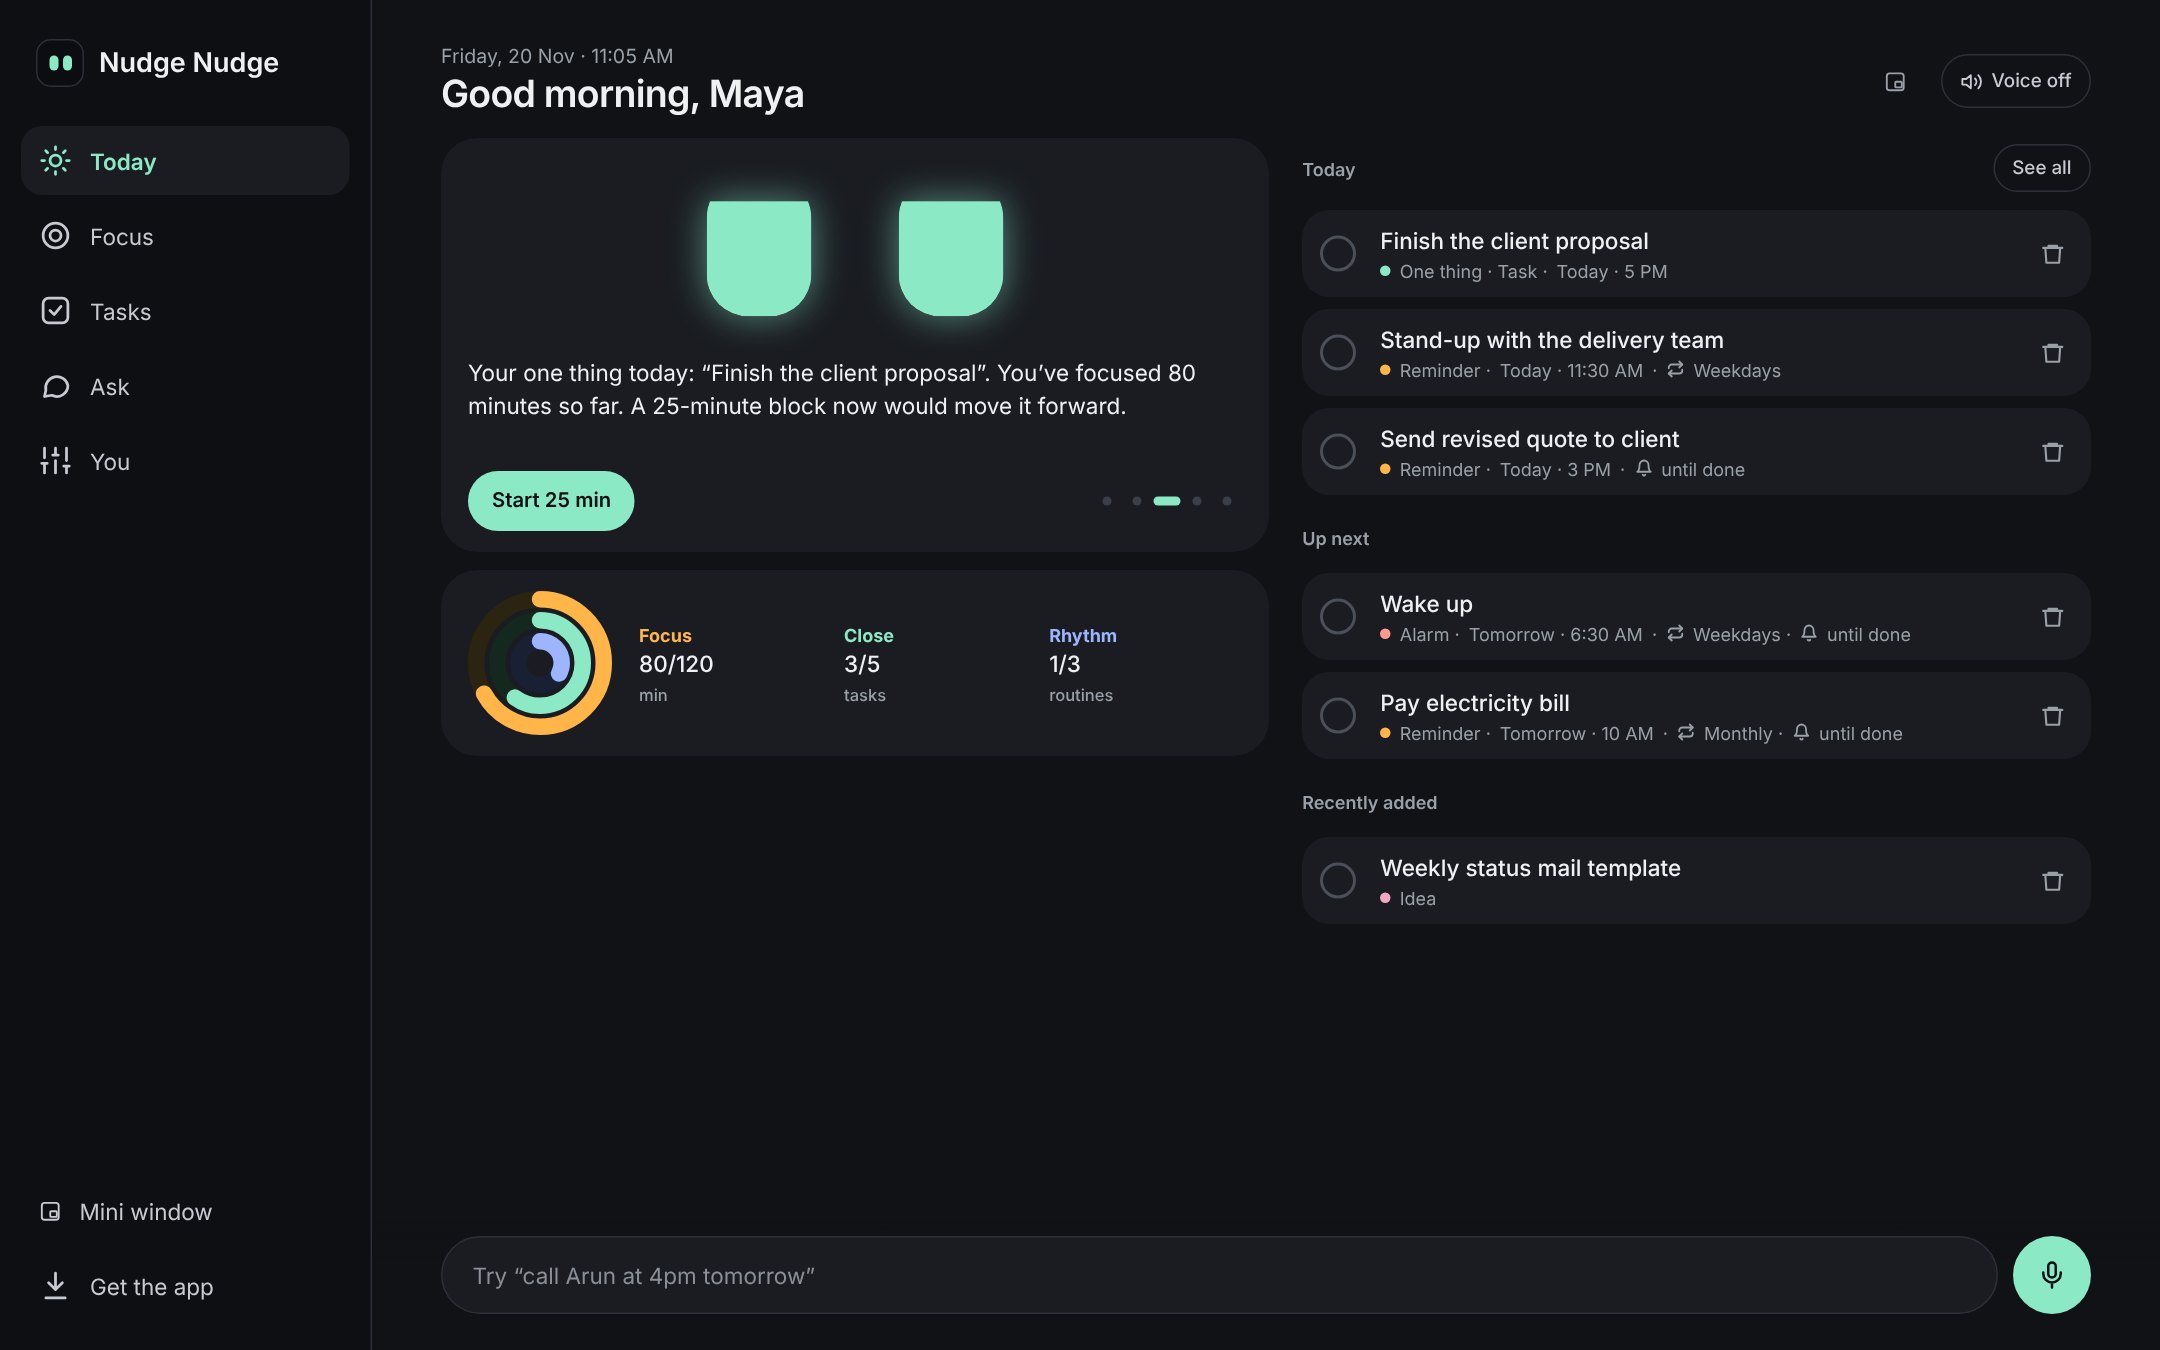 Nudge Nudge
Today
Focus
Tasks
Ask
You
Mini window
Get the app
Friday, 20 Nov · 11:05 AM
Good morning, Maya
Voice off
Your one thing today: “Finish the client proposal”. You’ve focused 80
minutes so far. A 25-minute block now would move it forward.
Start 25 min
Focus
80/120
min
Close
3/5
tasks
Rhythm
1/3
routines
Today
See all
Finish the client proposal
One thing · Task · Today · 5 PM
Stand-up with the delivery team
Reminder · Today · 11:30 AM · Weekdays
Send revised quote to client
Reminder · Today · 3 PM · until done
Up next
Wake up
Alarm · Tomorrow · 6:30 AM · Weekdays · until done
Pay electricity bill
Reminder · Tomorrow · 10 AM · Monthly · until done
Recently added
Weekly status mail template
Idea
Try “call Arun at 4pm tomorrow”